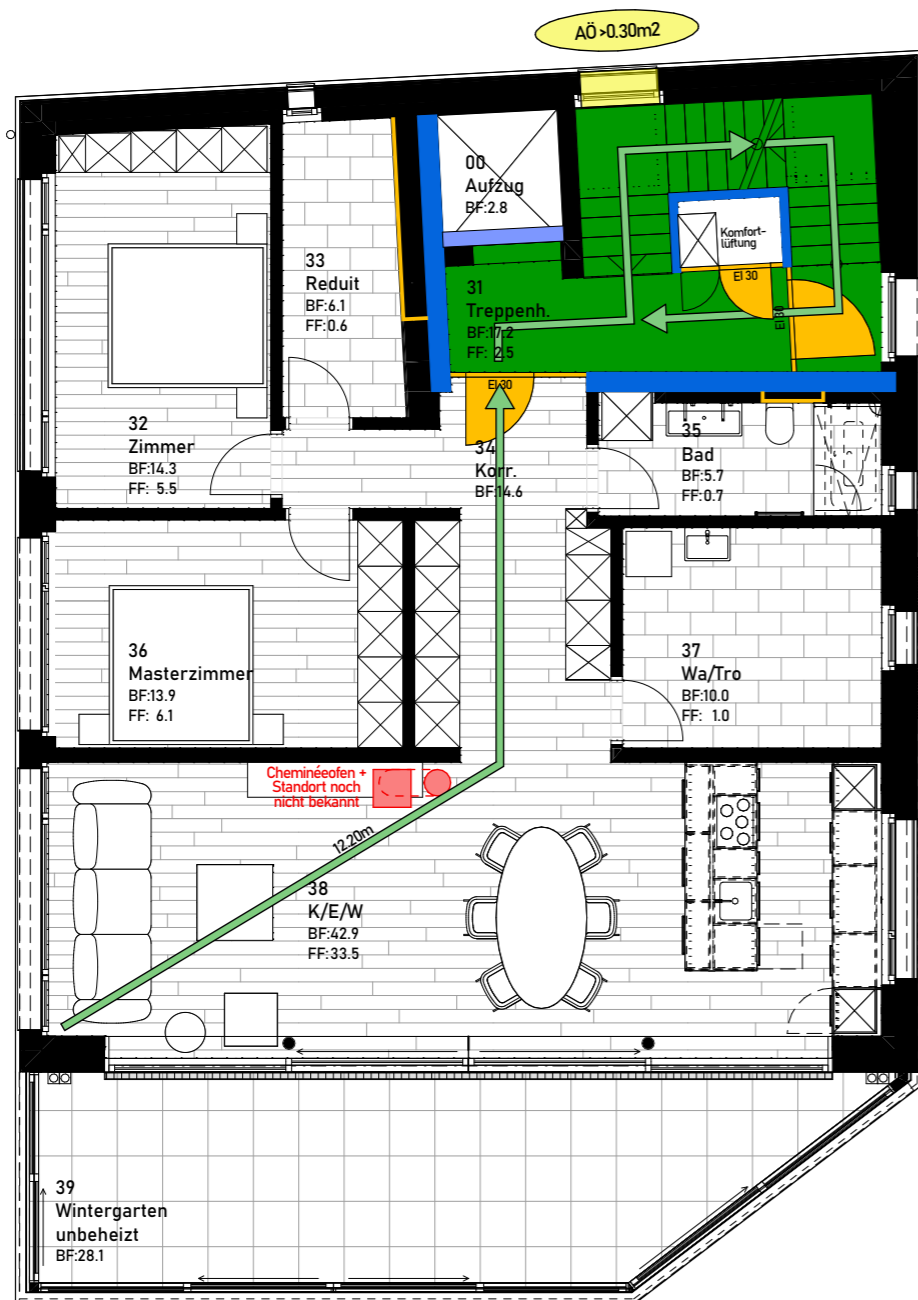 AÖ >0.30m2
00
Aufzug
BF:2.8
Komfort-
lüftung
EI 30
33
Reduit
BF:6.1
FF:0.6
31
Treppenh.
BF:17.2
FF: 2.5
EI 30
EI 30
32
Zimmer
BF:14.3
FF: 5.5
34
Korr.
BF:14.6
35
Bad
BF:5.7
FF:0.7
36
Masterzimmer
BF:13.9
FF: 6.1
37
Wa/Tro
BF:10.0
FF: 1.0
Cheminéeofen +
Standort noch
nicht bekannt
12.20m
38
K/E/W
BF:42.9
FF:33.5
39
Wintergarten
unbeheizt
BF:28.1